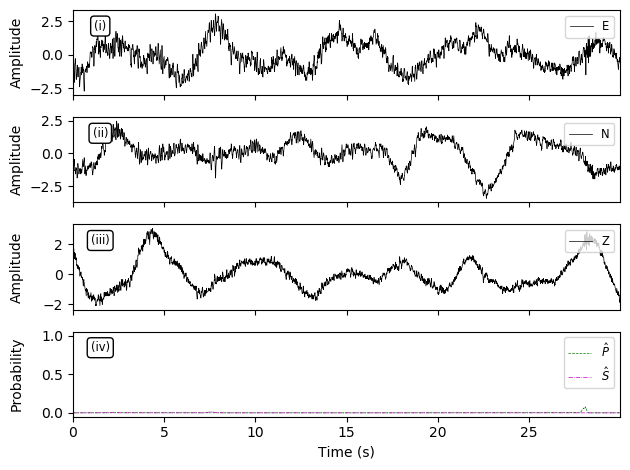 (i)
E
Amplitude
2.5
0.0
−2.5
(ii)
N
Amplitude
2.5
0.0
−2.5
(iii)
Z
Amplitude
2
0
−2
(iv)
P̂
Ŝ
Probability
1.0
0.5
0.0
0 5 10 15 20 25
Time (s)